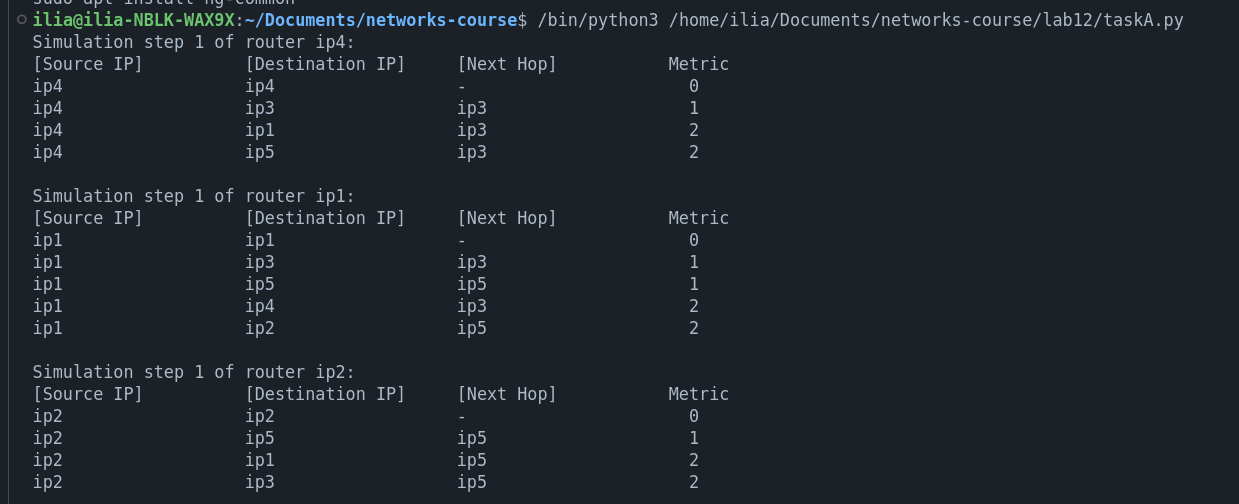 sudo apt install ng-common
ilia@ilia-NBLK-WAX9X:~/Documents/networks-course$ /bin/python3 /home/ilia/Documents/networks-course/lab12/taskA.py
Simulation step 1 of router ip4:
[Source IP] [Destination IP] [Next Hop] Metric
ip4 ip4 - 0
ip4 ip3 ip3 1
ip4 ip1 ip3 2
ip4 ip5 ip3 2
Simulation step 1 of router ip1:
[Source IP] [Destination IP] [Next Hop] Metric
ip1 ip1 - 0
ip1 ip3 ip3 1
ip1 ip5 ip5 1
ip1 ip4 ip3 2
ip1 ip2 ip5 2
Simulation step 1 of router ip2:
[Source IP] [Destination IP] [Next Hop] Metric
ip2 ip2 - 0
ip2 ip5 ip5 1
ip2 ip1 ip5 2
ip2 ip3 ip5 2